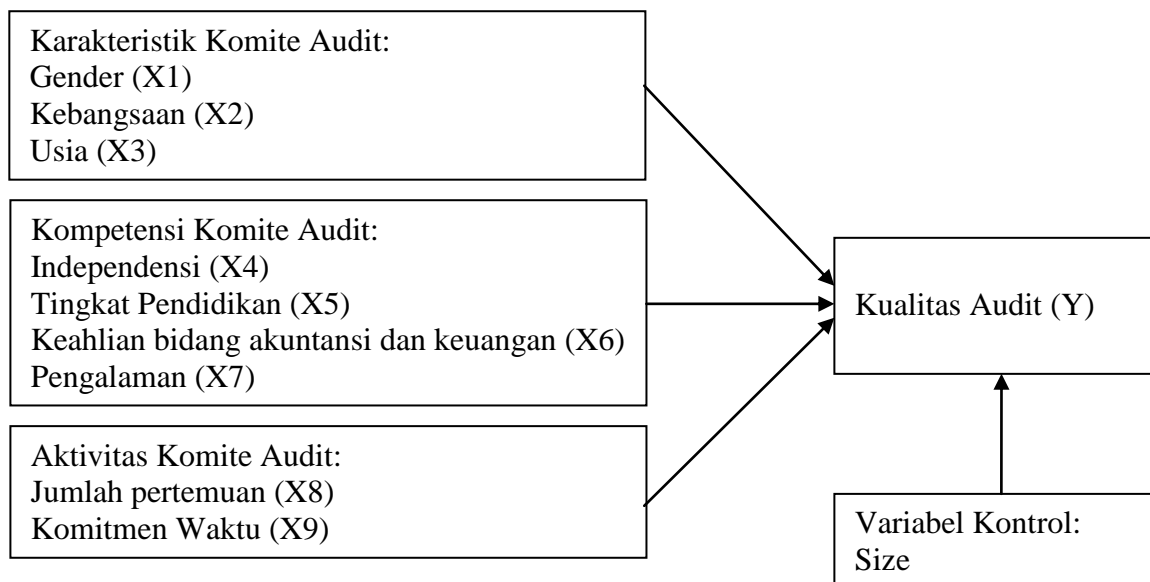 Karakteristik Komite Audit:
Gender (X1)
Kebangsaan (X2)
Usia (X3)
Kompetensi Komite Audit:
Independensi (X4)
Tingkat Pendidikan (X5)
Keahlian bidang akuntansi dan keuangan (X6)
Pengalaman (X7)
Aktivitas Komite Audit:
Jumlah pertemuan (X8)
Komitmen Waktu (X9)
Kualitas Audit (Y)
Variabel Kontrol:
Size